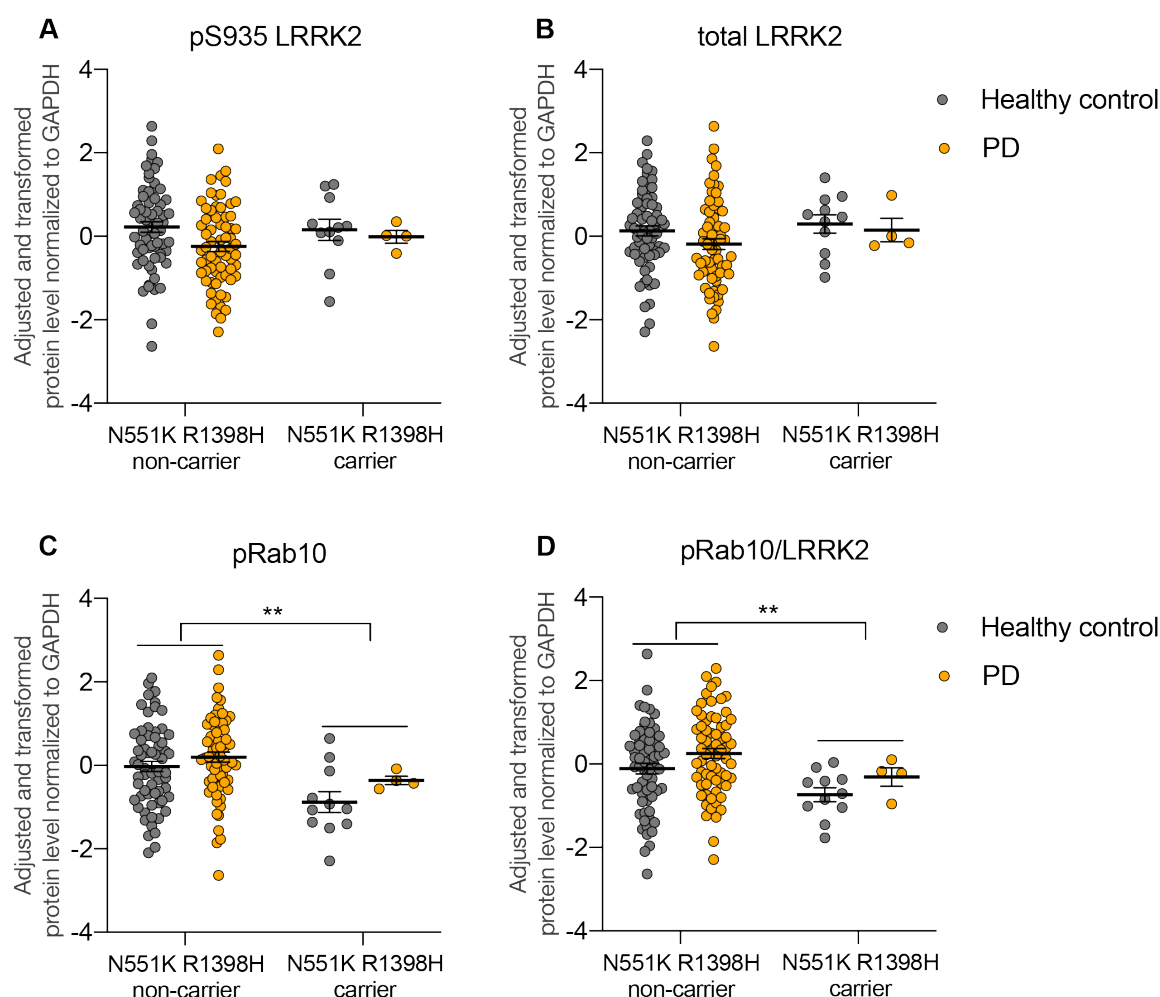 A
pS935 LRRK2
Adjusted and transformed
protein level normalized to GAPDH
4
2
0
-2
-4
N551K R1398H
non-carrier
N551K R1398H
carrier
B
total LRRK2
Adjusted and transformed
protein level normalized to GAPDH
4
2
0
-2
-4
N551K R1398H
non-carrier
N551K R1398H
carrier
Healthy control
PD
C
pRab10
Adjusted and transformed
protein level normalized to GAPDH
4
2
0
-2
-4
**
N551K R1398H
non-carrier
N551K R1398H
carrier
D
pRab10/LRRK2
Adjusted and transformed
protein level normalized to GAPDH
4
2
0
-2
-4
**
N551K R1398H
non-carrier
N551K R1398H
carrier
Healthy control
PD